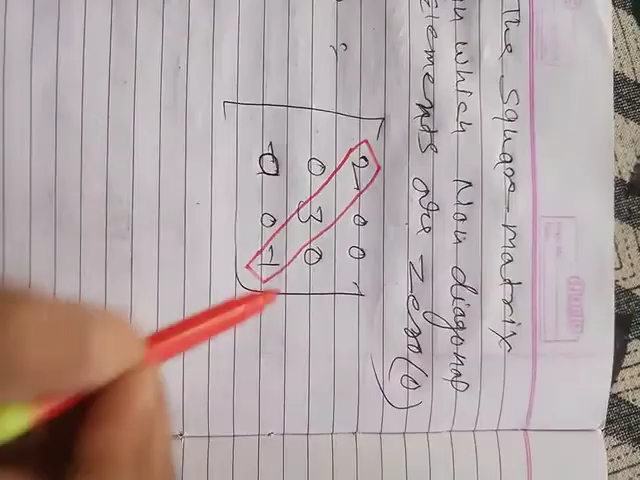 The square-matrix
in which Non diagonal
elements are zero(0)
:
2 0 0
0 3 0
0 0 -1